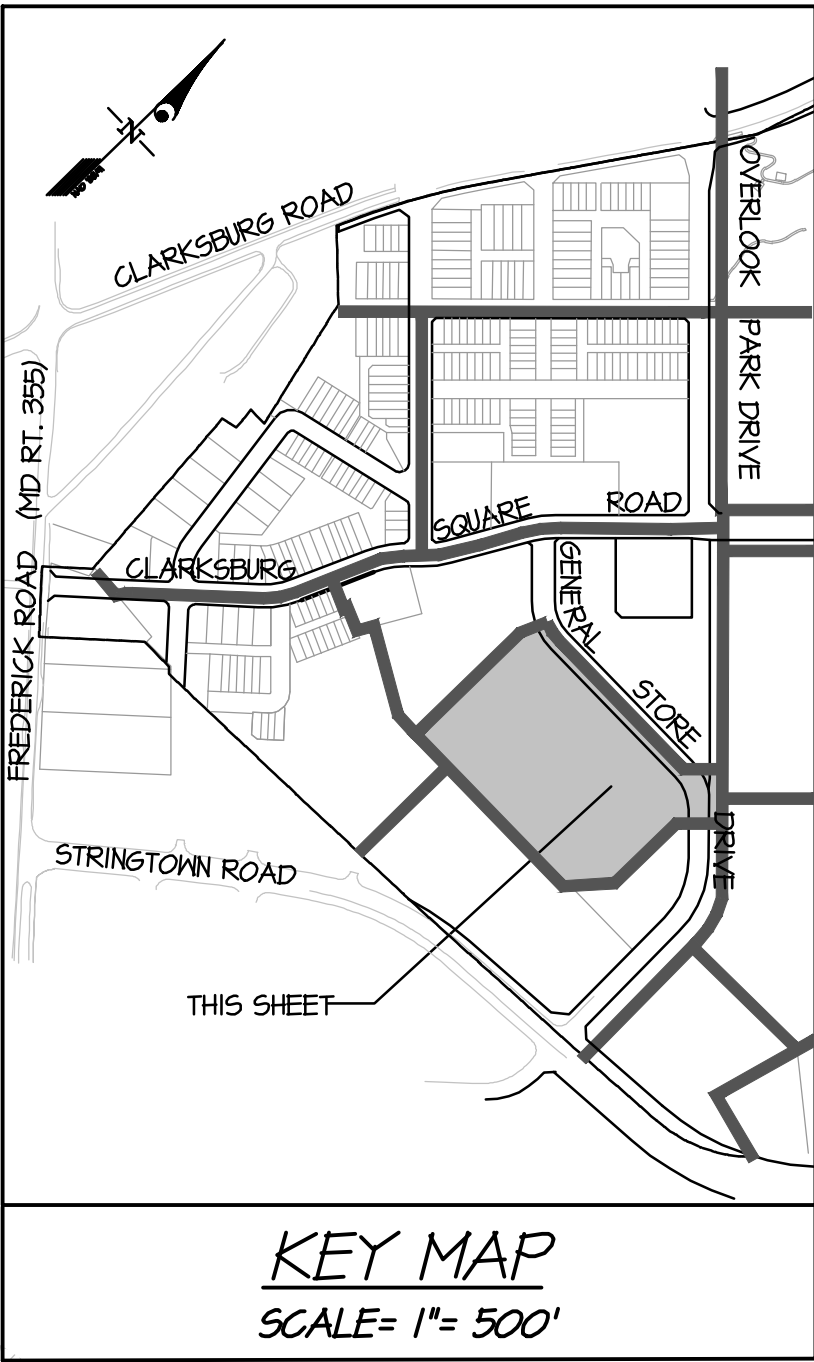 N
CLARKSBURG ROAD
OVERLOOK PARK DRIVE
FREDERICK ROAD (MD RT. 355)
CLARKSBURG SQUARE ROAD
GENERAL STORE DRIVE
STRINGTOWN ROAD
THIS SHEET
KEY MAP
SCALE= 1"= 500'